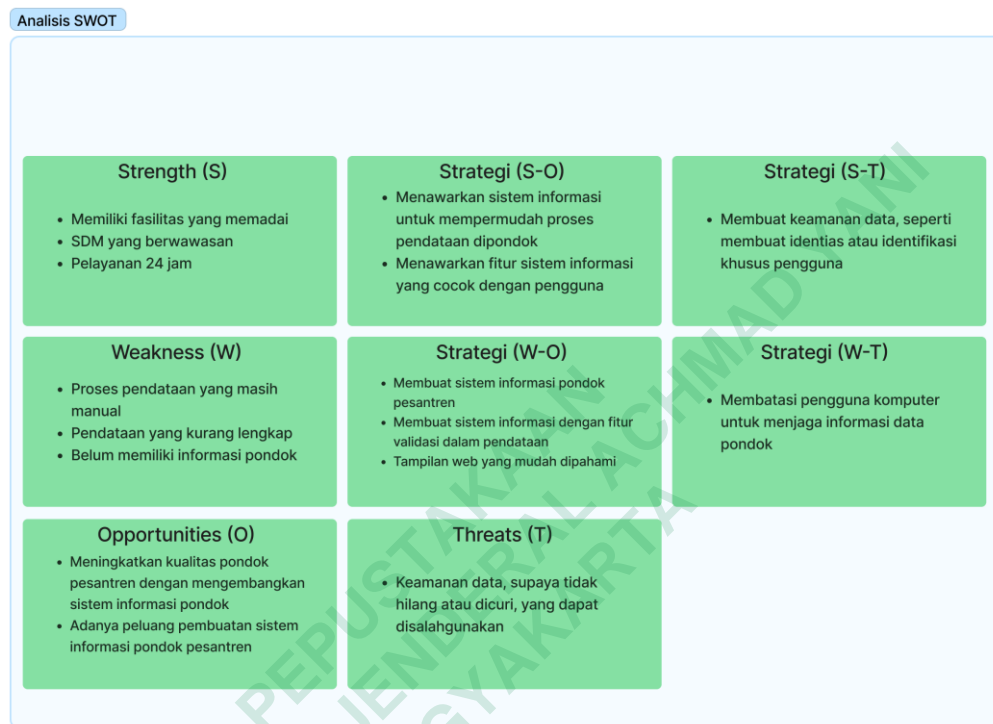 Analisis SWOT
Strength (S)
• Memiliki fasilitas yang memadai
• SDM yang berwawasan
• Pelayanan 24 jam
Strategi (S-O)
• Menawarkan sistem informasi
untuk mempermudah proses
pendataan dipondok
• Menawarkan fitur sistem informasi
yang cocok dengan pengguna
Strategi (S-T)
• Membuat keamanan data, seperti
membuat identias atau identifikasi
khusus pengguna
Weakness (W)
• Proses pendataan yang masih
manual
• Pendataan yang kurang lengkap
• Belum memiliki informasi pondok
Strategi (W-O)
• Membuat sistem informasi pondok
pesantren
• Membuat sistem informasi dengan fitur
validasi dalam pendataan
• Tampilan web yang mudah dipahami
Strategi (W-T)
• Membatasi pengguna komputer
untuk menjaga informasi data
pondok
Opportunities (O)
• Meningkatkan kualitas pondok
pesantren dengan mengembangkan
sistem informasi pondok
• Adanya peluang pembuatan sistem
informasi pondok pesantren
Threats (T)
• Keamanan data, supaya tidak
hilang atau dicuri, yang dapat
disalahgunakan
PEPUSTAKAAN
JENDERAL ACHMAD YANI
GYAKARTA